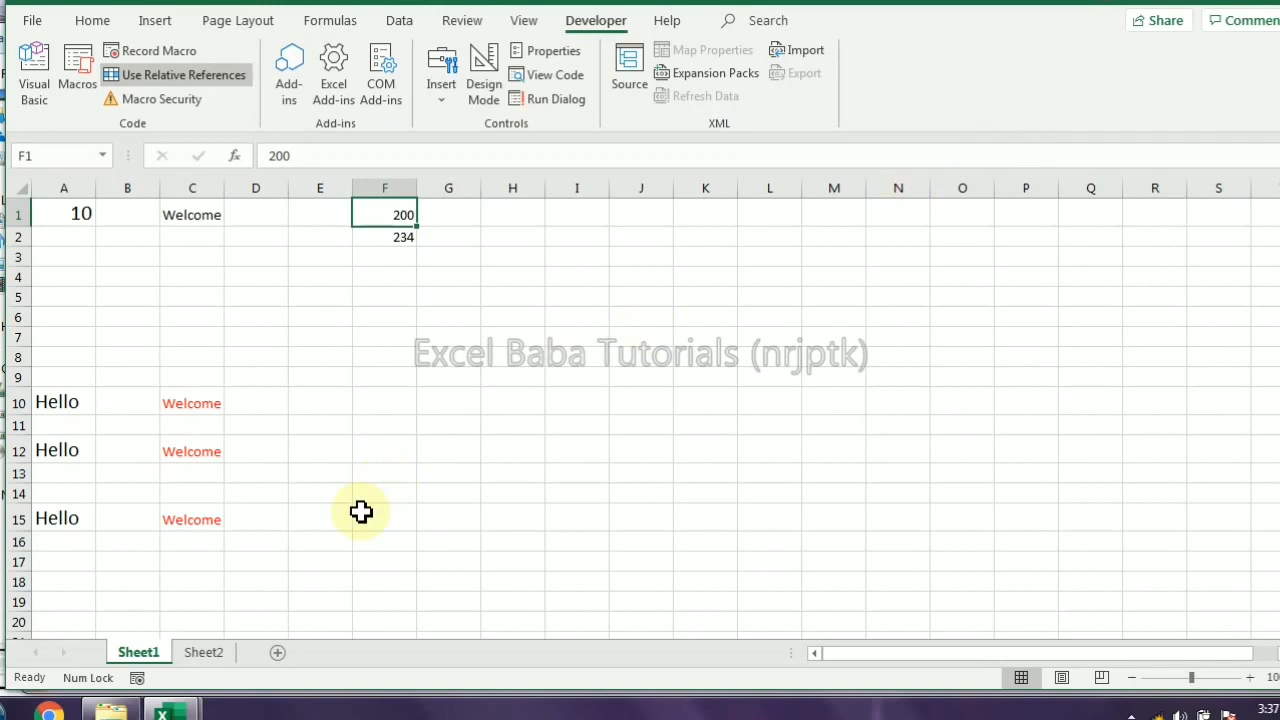 File Home Insert Page Layout Formulas Data Review View Developer Help Search Share Commen
Visual Basic
Macros
Record Macro
Use Relative References
Macro Security
Code
Add-ins
Excel Add-ins
COM Add-ins
Add-ins
Insert
Design Mode
Properties
View Code
Run Dialog
Controls
Source
Map Properties
Expansion Packs
Refresh Data
Import
Export
XML
F1 fx 200
A B C D E F G H I J K L M N O P Q R S
1 10 Welcome 200
2 234
3
4
5
6
7
Excel Baba Tutorials (nrjptk)
8
9
10 Hello Welcome
11
12 Hello Welcome
13
14
15 Hello Welcome
16
17
18
19
20
Sheet1 Sheet2
Ready Num Lock 100
3:37